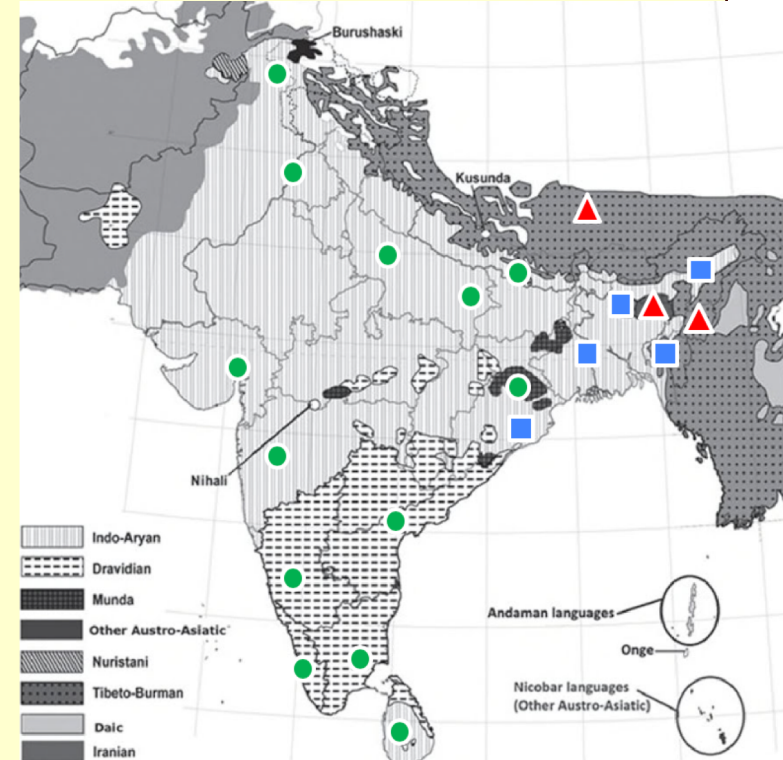 Burushaski
Kusunda
Nihali
Indo-Aryan
Dravidian
Munda
Other Austro-Asiatic
Nuristani
Tibeto-Burman
Daic
Iranian
Andaman languages
Onge
Nicobar languages
(Other Austro-Asiatic)